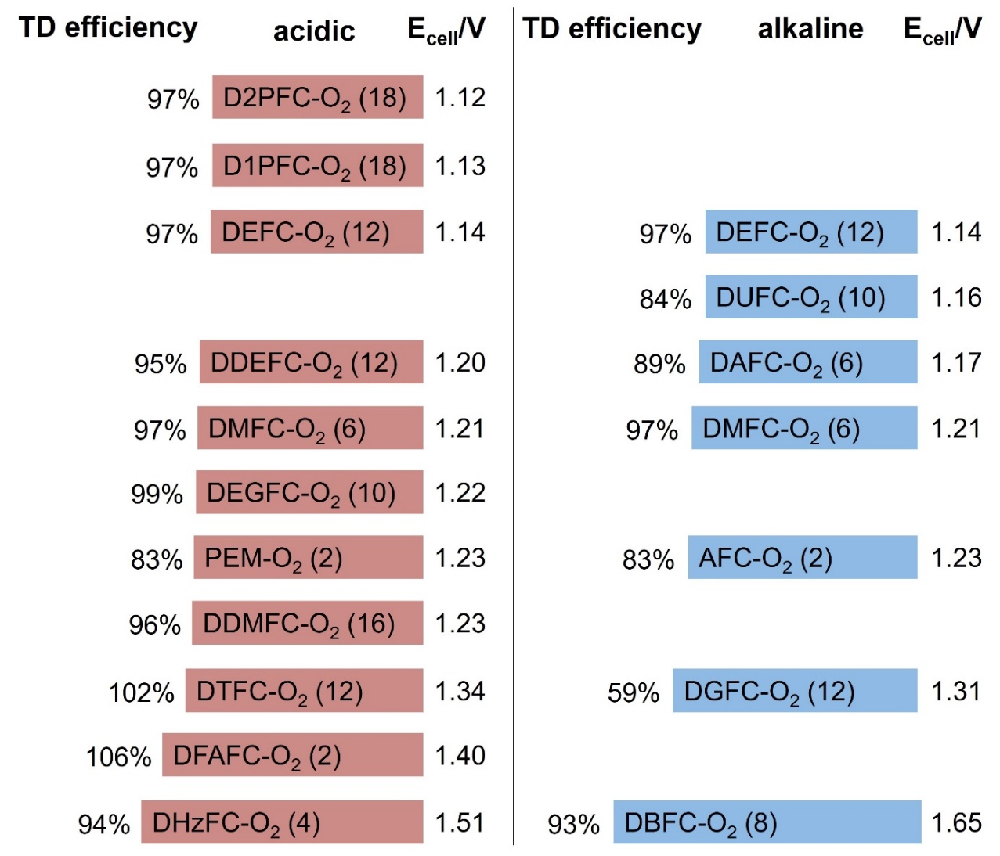 TD efficiency acidic E_cell/V TD efficiency alkaline E_cell/V
97% D2PFC-O₂ (18) 1.12
97% D1PFC-O₂ (18) 1.13
97% DEFC-O₂ (12) 1.14 97% DEFC-O₂ (12) 1.14
84% DUFC-O₂ (10) 1.16
95% DDEFC-O₂ (12) 1.20 89% DAFC-O₂ (6) 1.17
97% DMFC-O₂ (6) 1.21 97% DMFC-O₂ (6) 1.21
99% DEGFC-O₂ (10) 1.22
83% PEM-O₂ (2) 1.23 83% AFC-O₂ (2) 1.23
96% DDMFC-O₂ (16) 1.23
102% DTFC-O₂ (12) 1.34 59% DGFC-O₂ (12) 1.31
106% DFAFC-O₂ (2) 1.40
94% DHzFC-O₂ (4) 1.51 93% DBFC-O₂ (8) 1.65